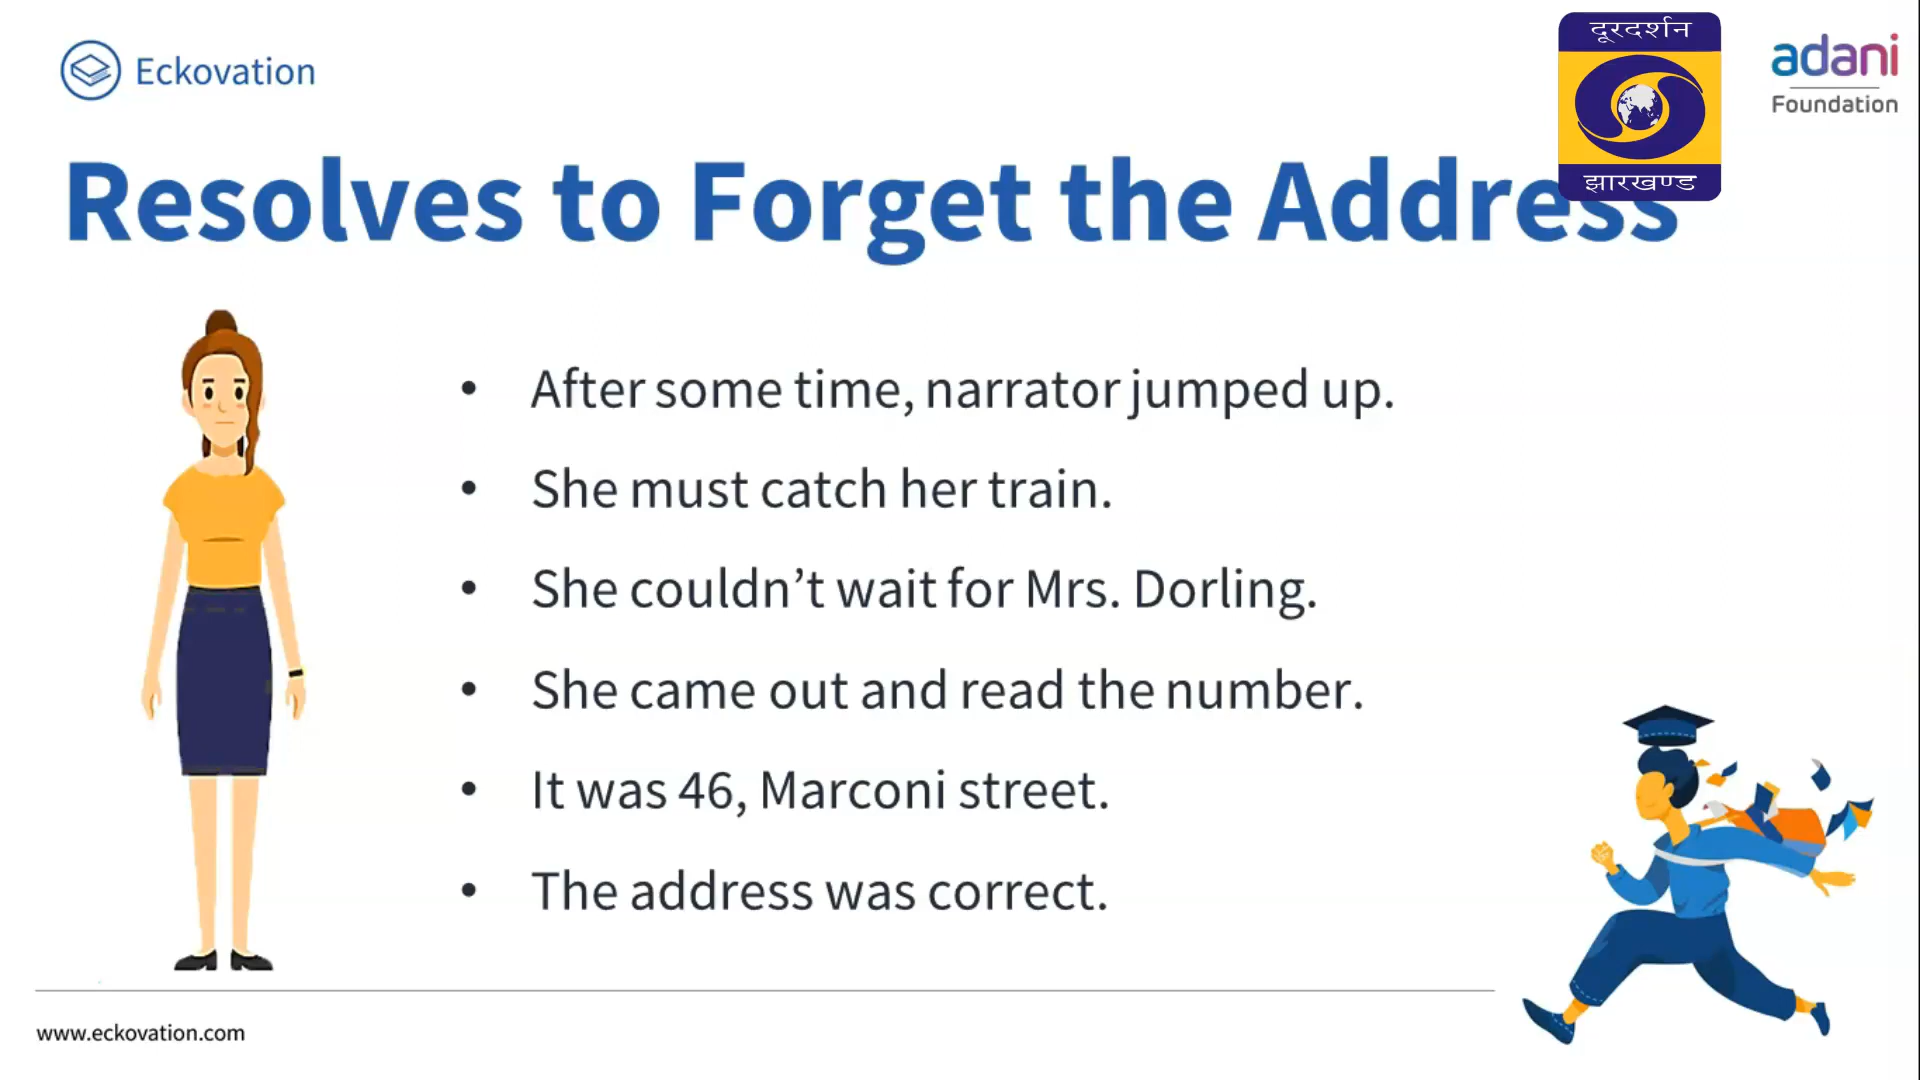 Eckovation
दूरदर्शन
झारखण्ड
adani
Foundation
Resolves to Forget the Address
• After some time, narrator jumped up.
• She must catch her train.
• She couldn’t wait for Mrs. Dorling.
• She came out and read the number.
• It was 46, Marconi street.
• The address was correct.
www.eckovation.com